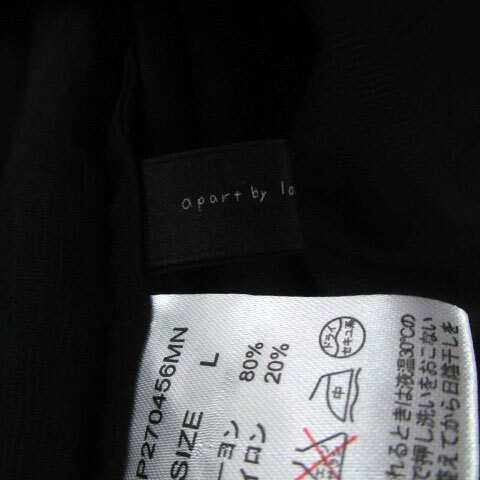 apart by lo
P270456MN
SIZE L
ーヨン 80%
イロン 20%
ドライ
セキユ系
中
れるときは液温30℃の
で押し洗いをおこない
整えてから日陰干しを